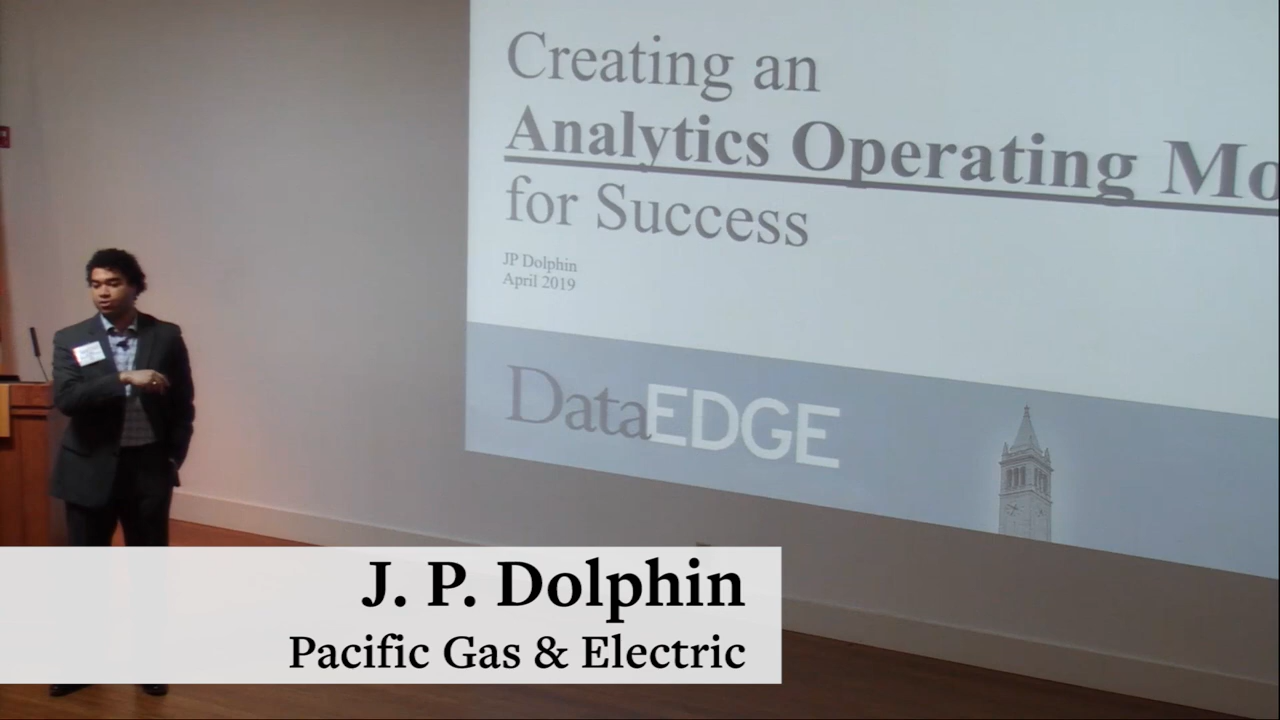 Creating an
Analytics Operating Mo
for Success
JP Dolphin
April 2019
DataEDGE
J. P. Dolphin
Pacific Gas & Electric